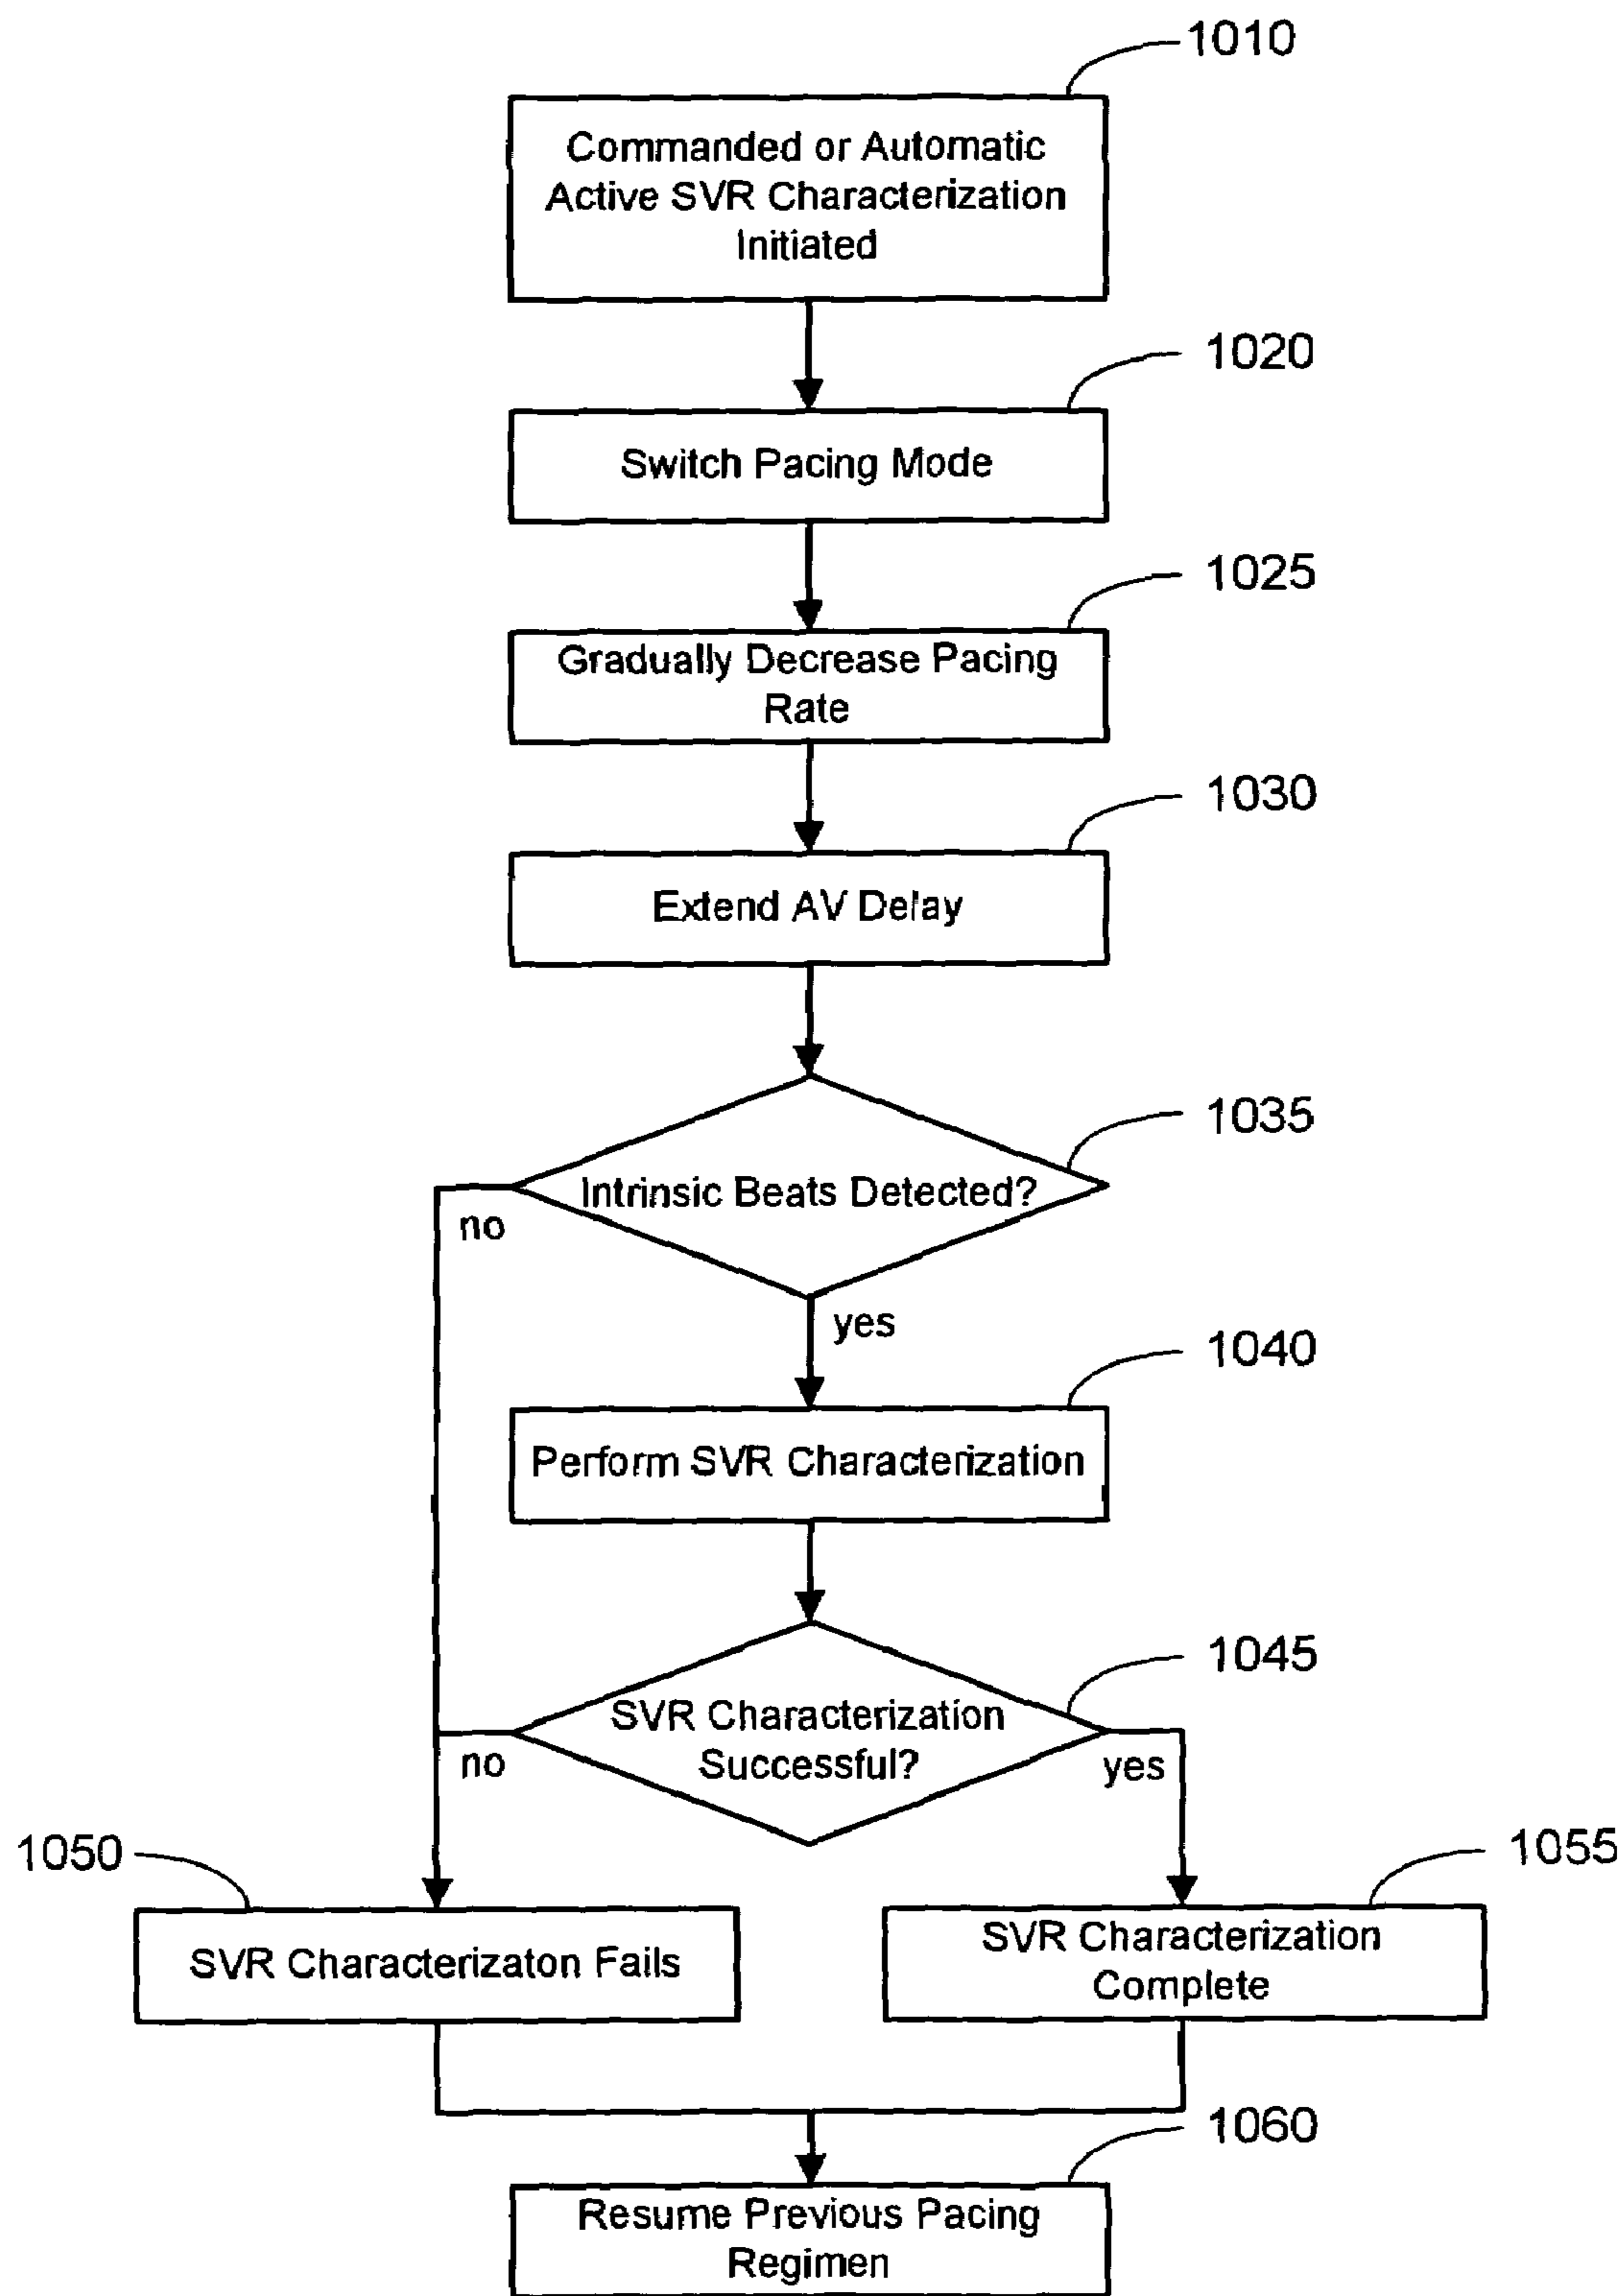 1010
Commanded or Automatic
Active SVR Characterization
Initiated
1020
Switch Pacing Mode
1025
Gradually Decrease Pacing
Rate
1030
Extend AV Delay
1035
Intrinsic Beats Detected?
no
yes
1040
Perform SVR Characterization
1045
SVR Characterization
Successful?
no
yes
1050
1055
SVR Characterizaton Fails
SVR Characterization
Complete
1060
Resume Previous Pacing
Regimen